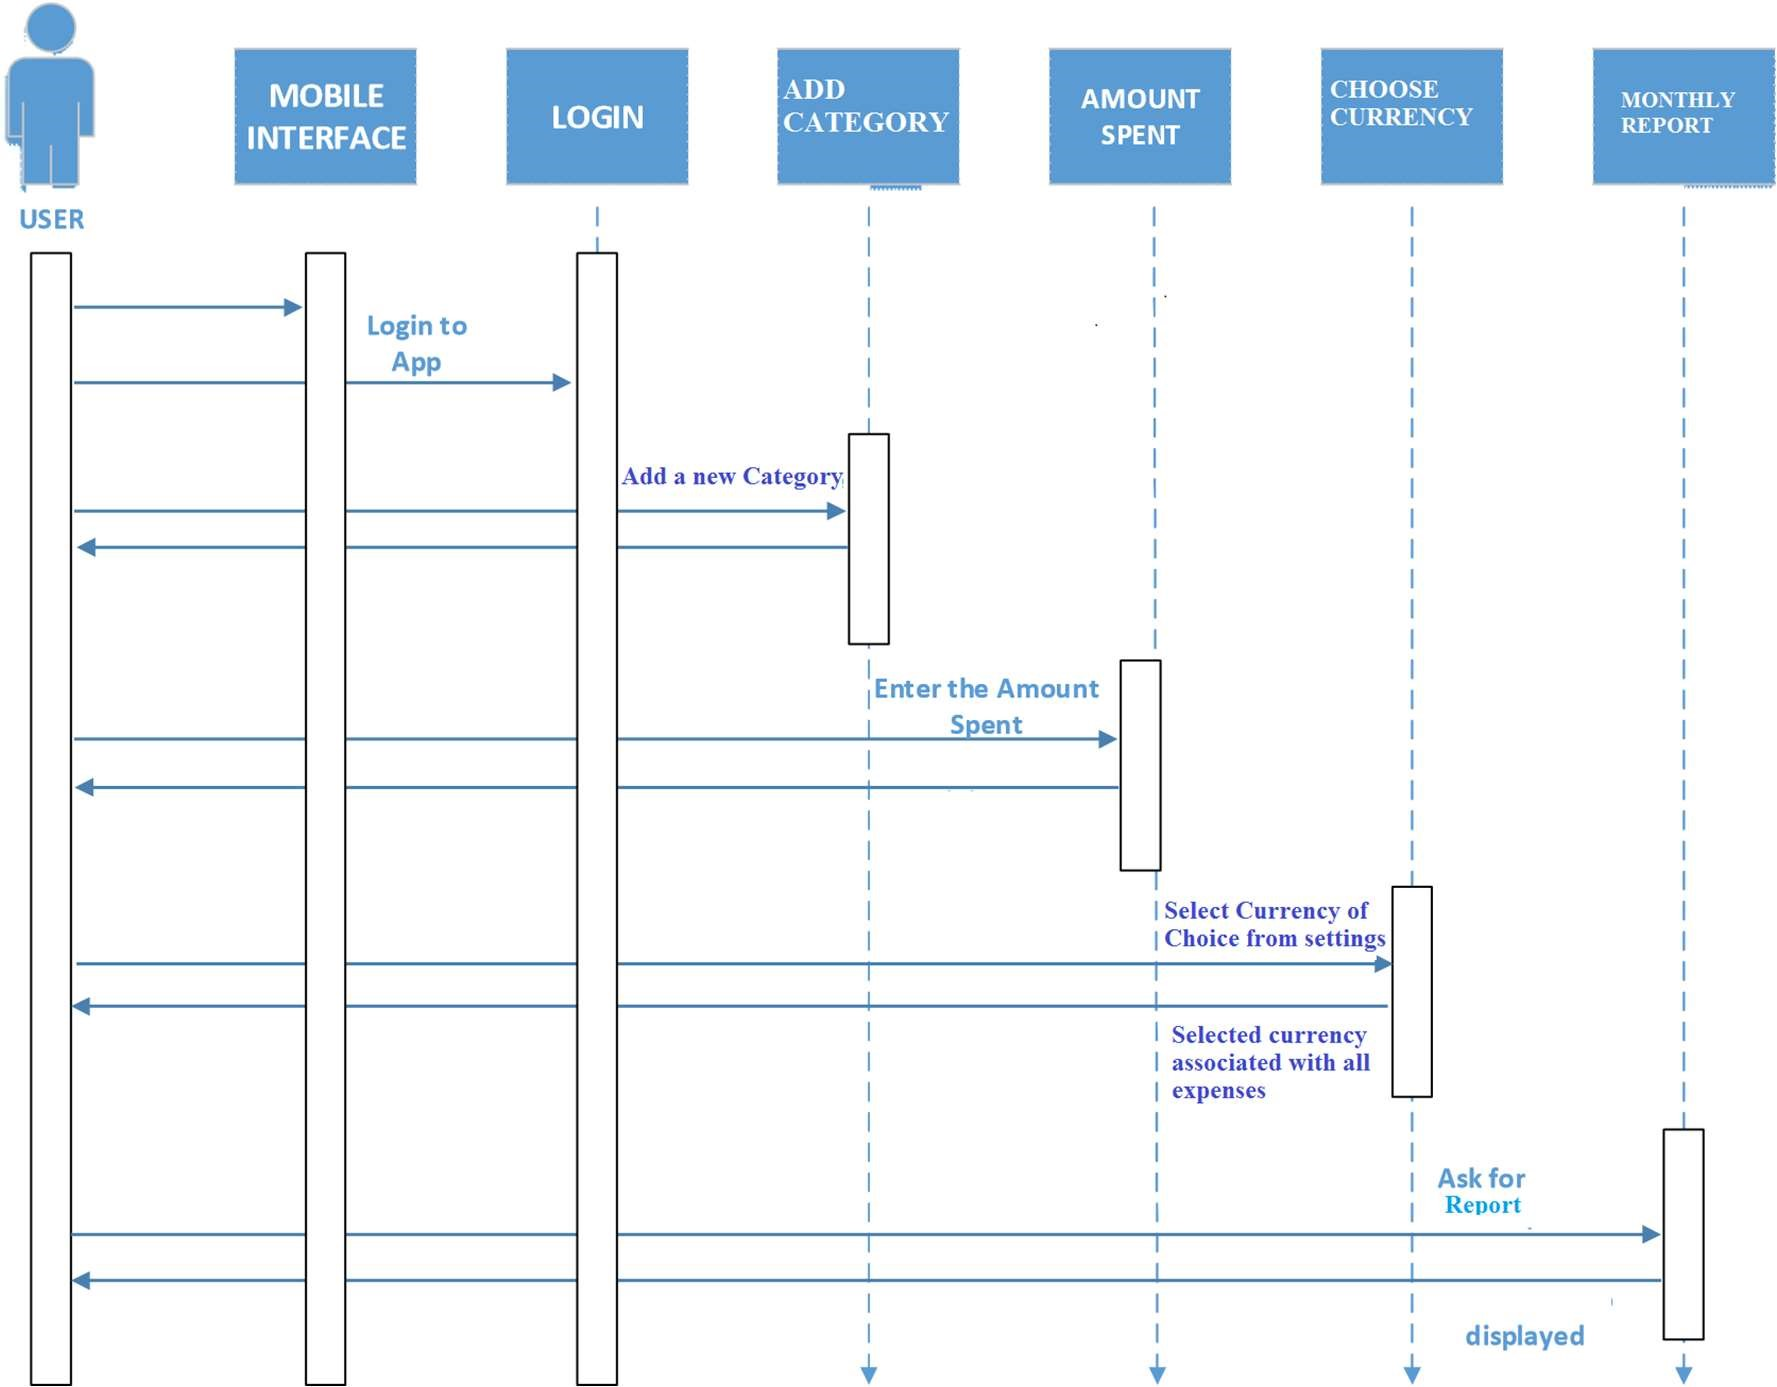 MOBILE
INTERFACE
LOGIN
ADD
CATEGORY
AMOUNT
SPENT
CHOOSE
CURRENCY
MONTHLY
REPORT
USER
Login to
App
Add a new Category
Enter the Amount
Spent
Select Currency of
Choice from settings
Selected currency
associated with all
expenses
Ask for
Report
displayed